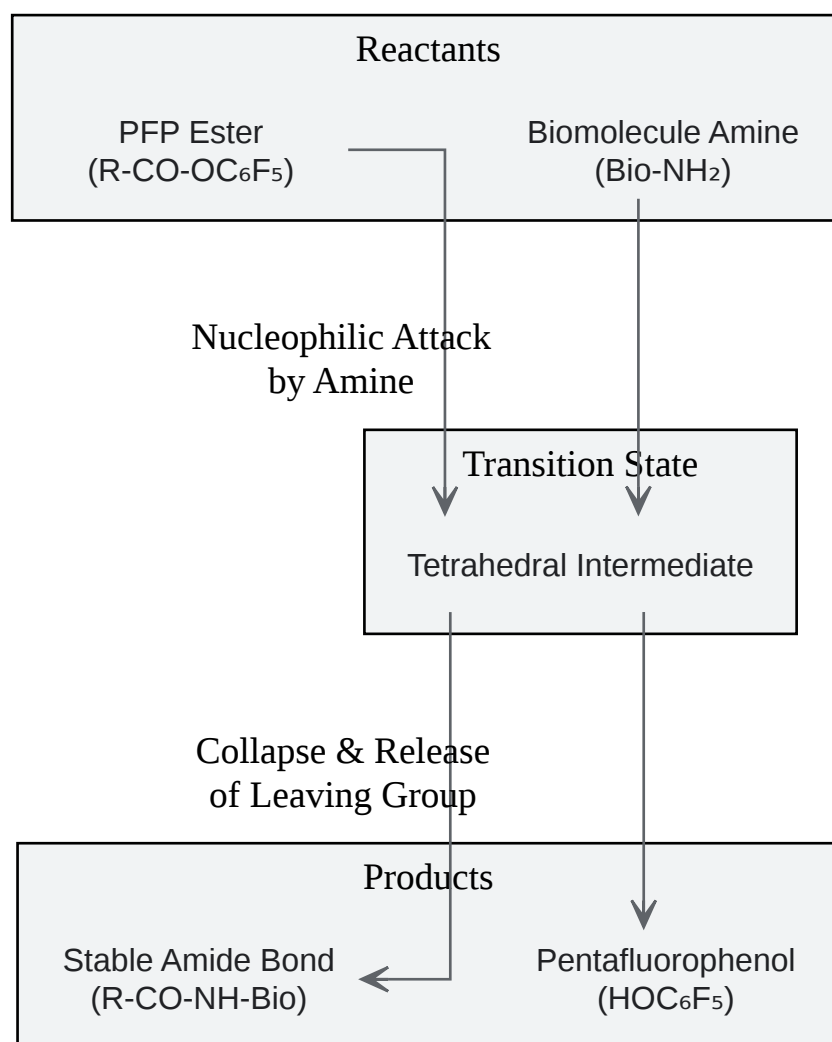 Reactants
PFP Ester
(R-CO-OC₆F₅)
Biomolecule Amine
(Bio-NH₂)
Nucleophilic Attack
by Amine
Transition State
Tetrahedral Intermediate
Collapse & Release
of Leaving Group
Products
Stable Amide Bond
(R-CO-NH-Bio)
Pentafluorophenol
(HOC₆F₅)